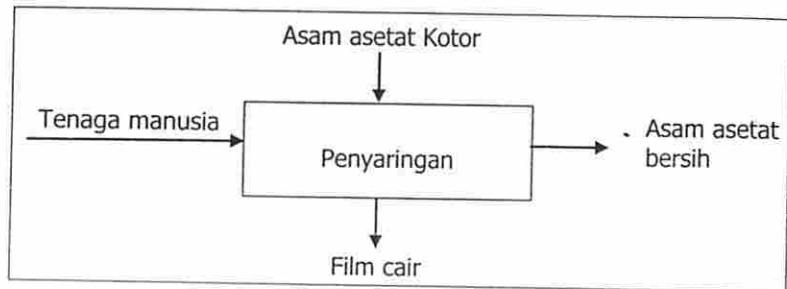 Asam asetat Kotor
Tenaga manusia
Penyaringan
Asam asetat
bersih
Film cair